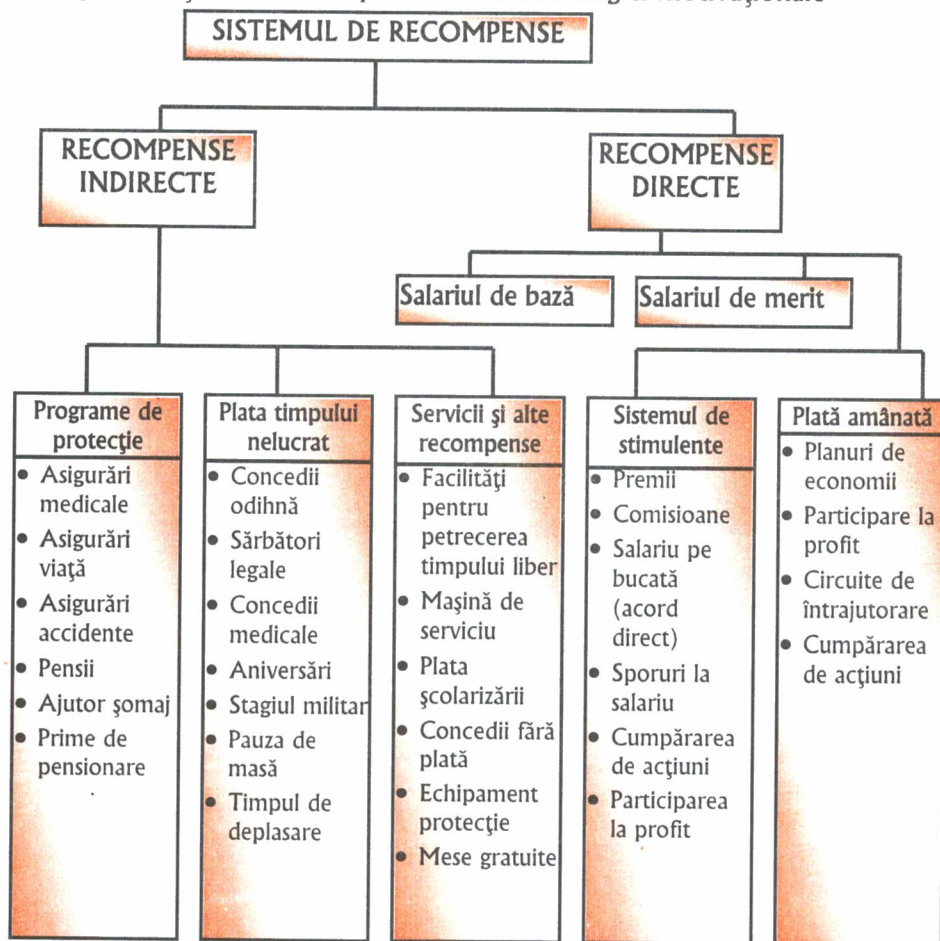 SISTEMUL DE RECOMPENSE
RECOMPENSE
INDIRECTE
RECOMPENSE
DIRECTE
Salariul de bază
Salariul de merit
Programe de
protecţie
• Asigurări
medicale
• Asigurări
viaţă
• Asigurări
accidente
• Pensii
• Ajutor şomaj
• Prime de
pensionare
Plata timpului
nelucrat
• Concedii
odihnă
• Sărbători
legale
• Concedii
medicale
• Aniversări
• Stagiul militar
• Pauza de
masă
• Timpul de
deplasare
Servicii şi alte
recompense
• Facilităţi
pentru
petrecerea
timpului liber
• Maşină de
serviciu
• Plata
şcolarizării
• Concedii fără
plată
• Echipament
protecţie
• Mese gratuite
Sistemul de
stimulente
• Premii
• Comisioane
• Salariu pe
bucată
(acord
direct)
• Sporuri la
salariu
• Cumpărarea
de acţiuni
• Participarea
la profit
Plată amânată
• Planuri de
economii
• Participare la
profit
• Circuite de
întrajutorare
• Cumpărarea
de acţiuni